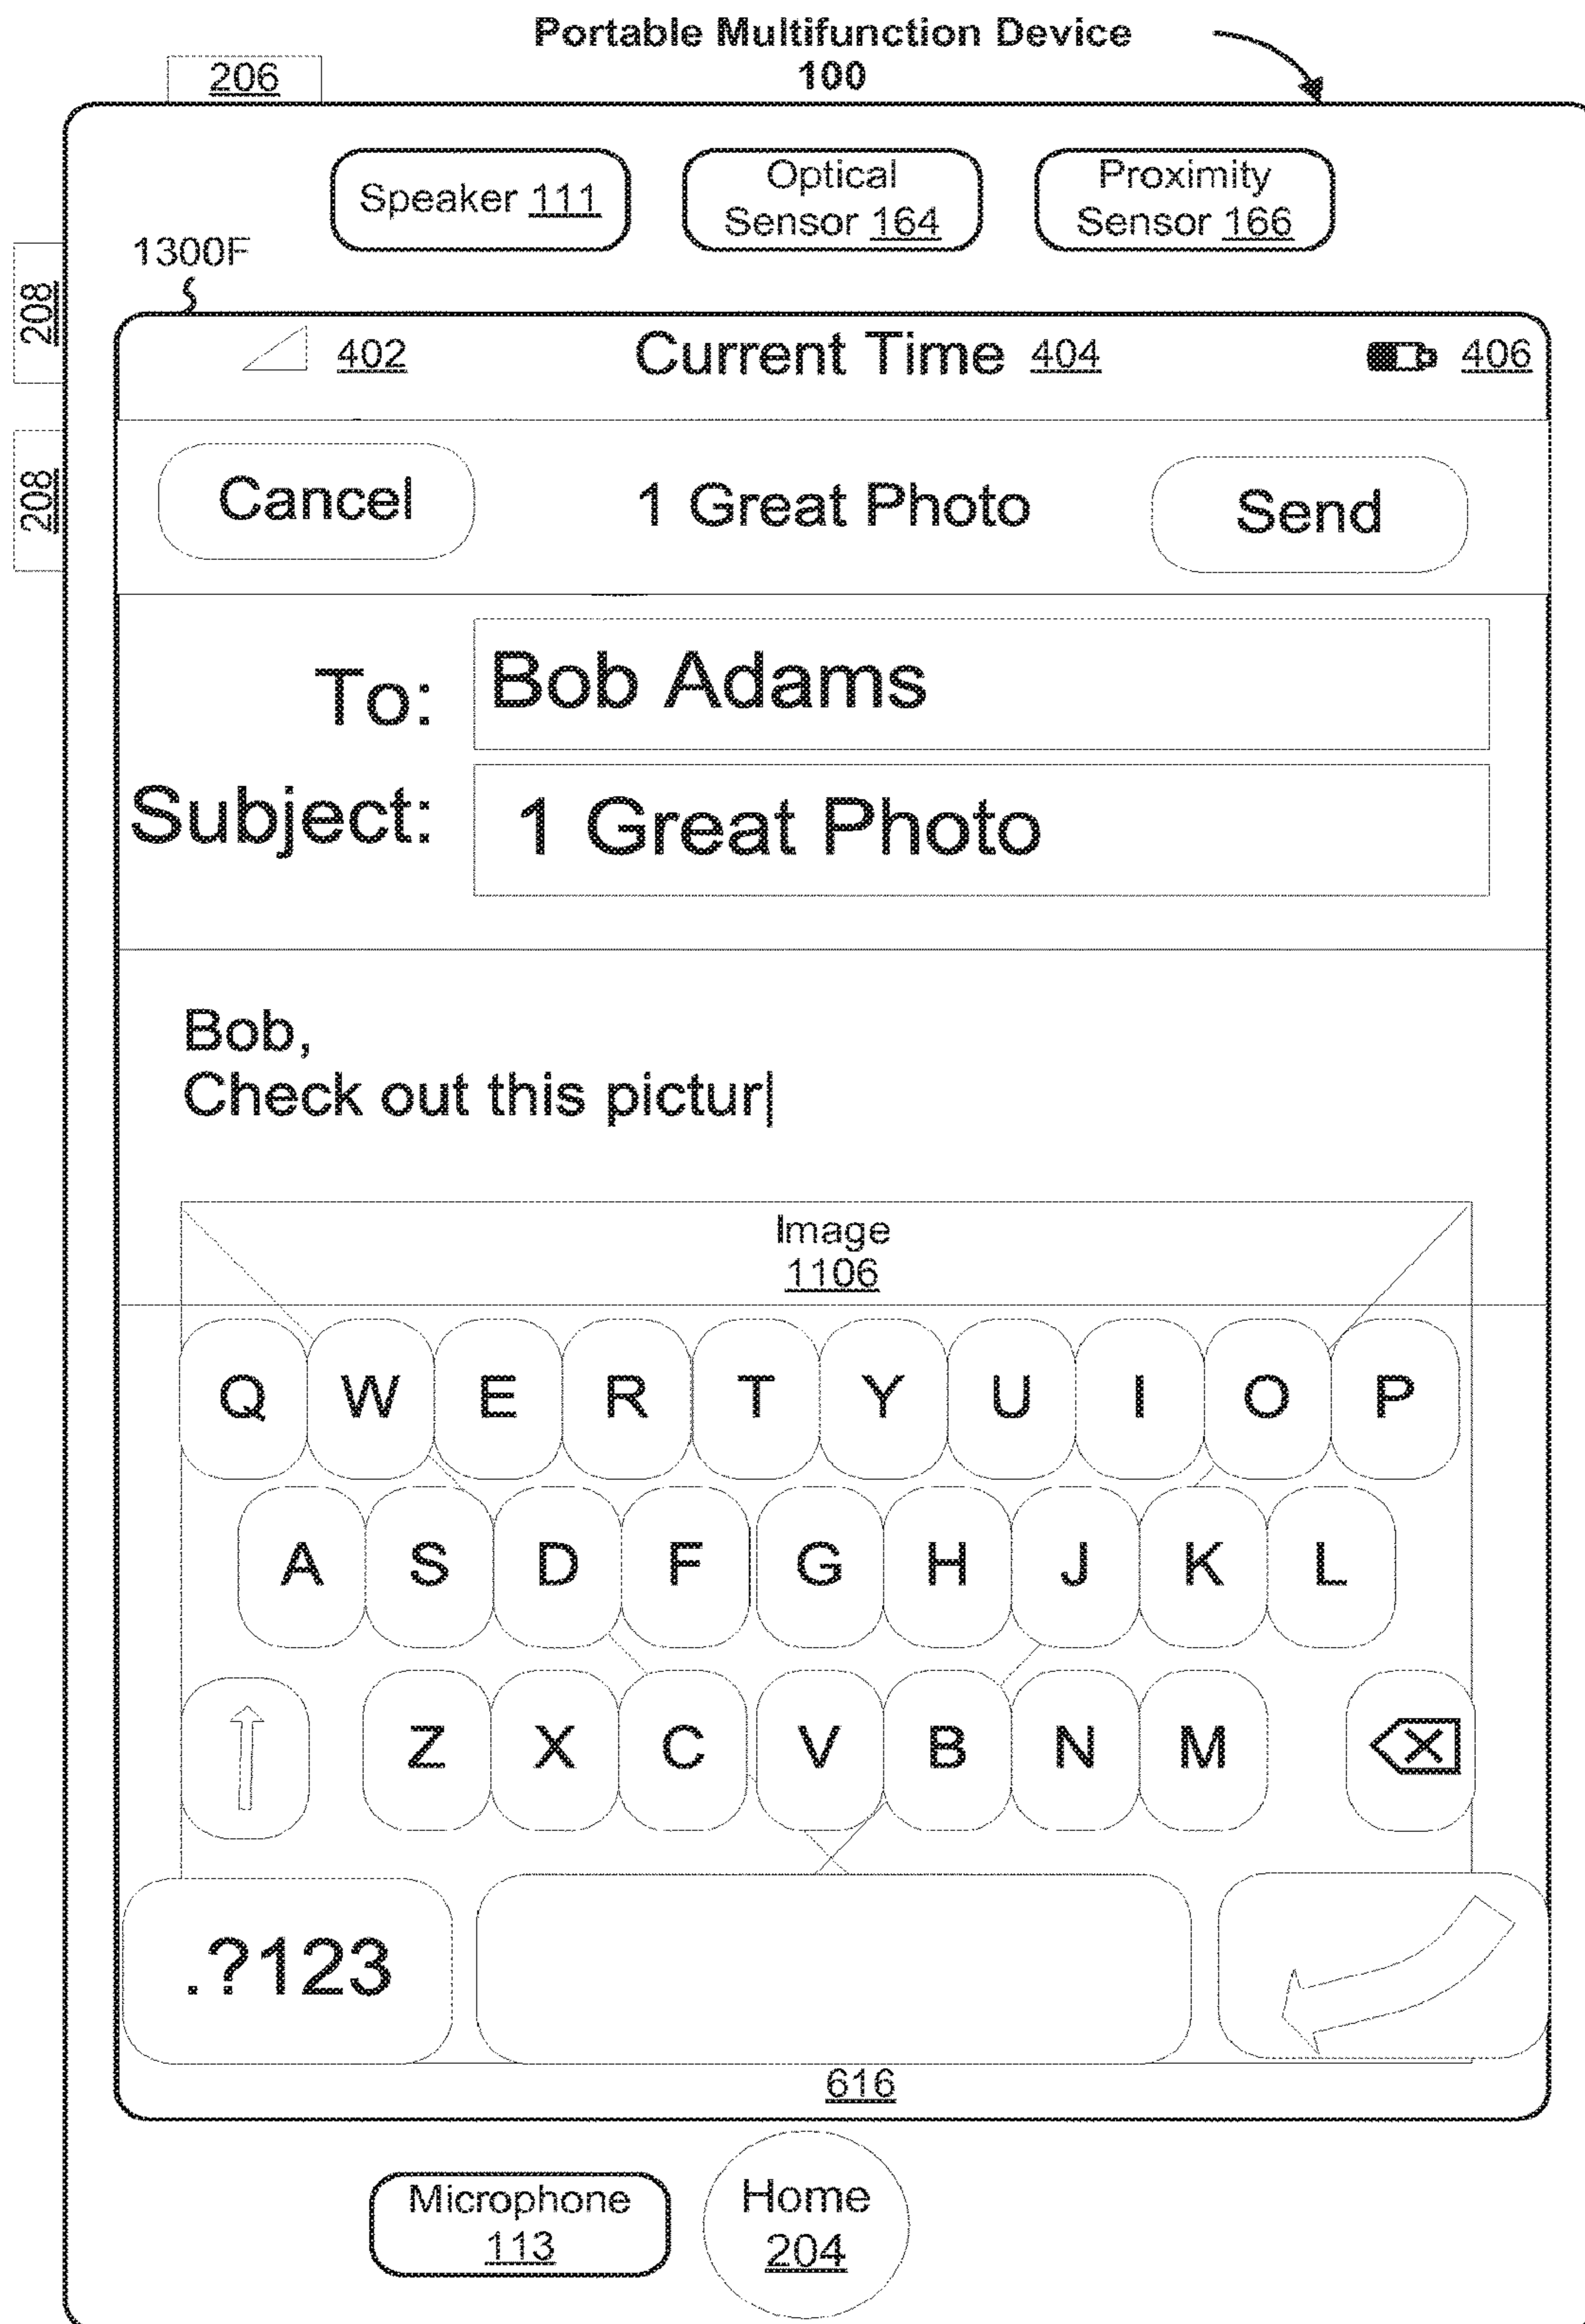 Portable Multifunction Device
100
206
Speaker 111
Optical
Sensor 164
Proximity
Sensor 166
1300F
208
208
402
Current Time 404
406
Cancel
1 Great Photo
Send
To:
Bob Adams
Subject:
1 Great Photo
Bob,
Check out this pictur
Image
1106
Q W E R T Y U I O P
A S D F G H J K L
Z X C V B N M
.?123
616
Microphone
113
Home
204